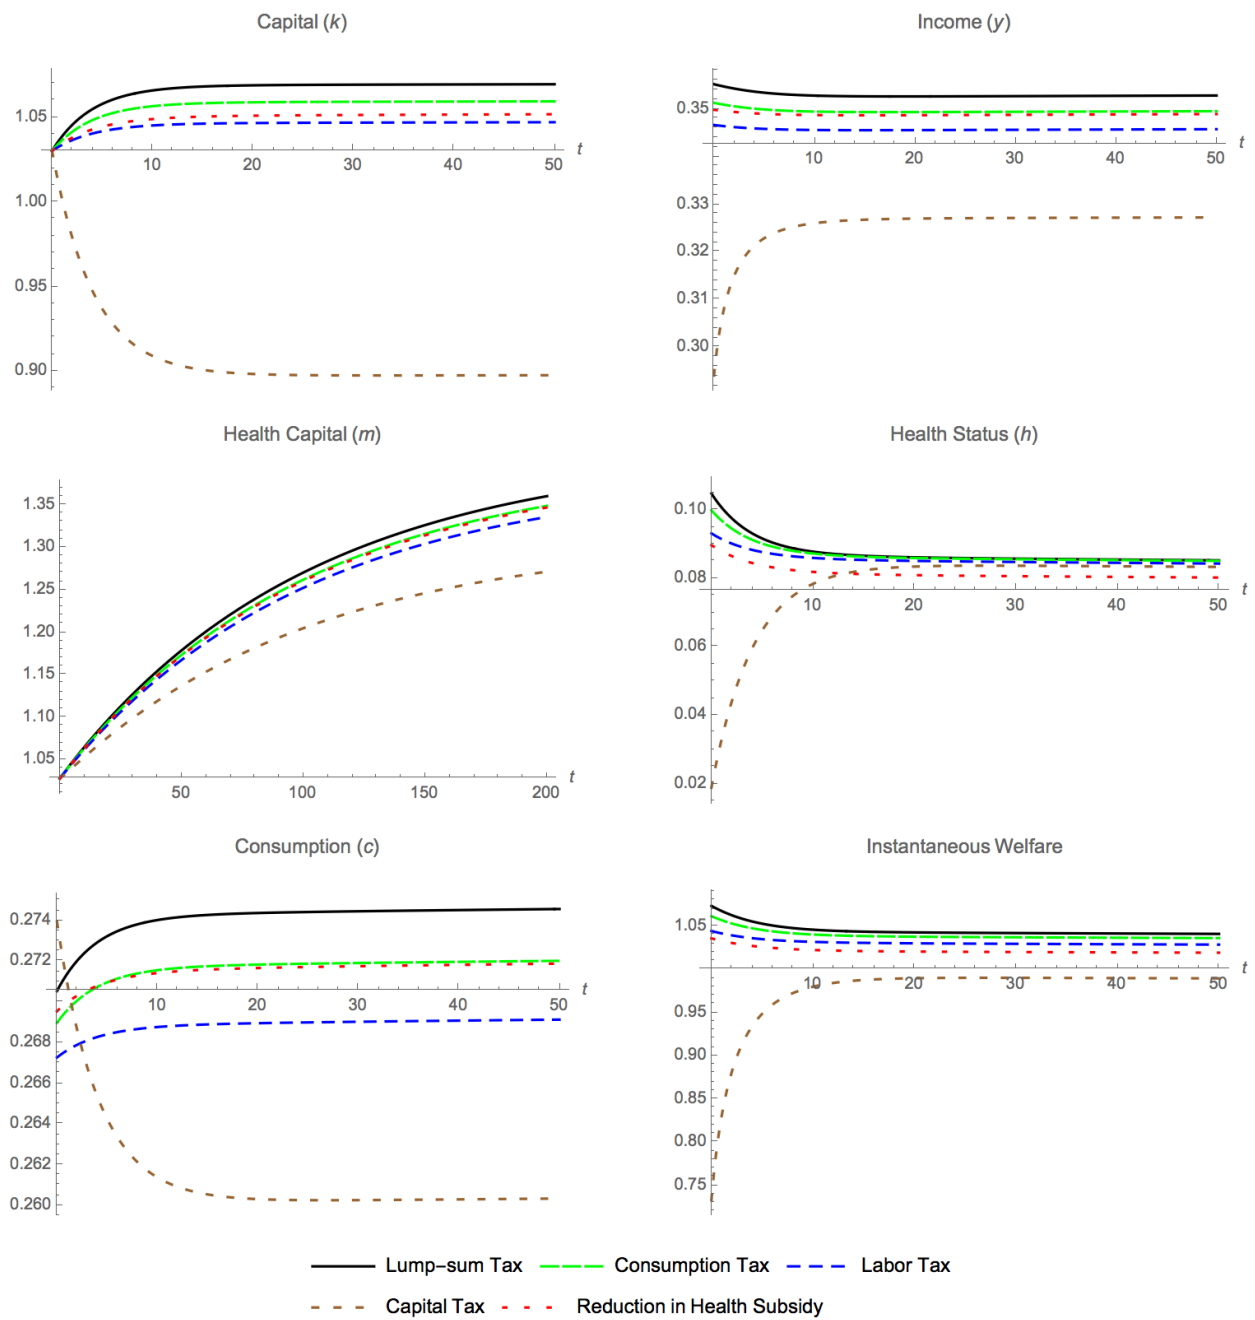 Capital (k)
1.05
1.00
0.95
0.90
10 20 30 40 50 t
Income (y)
0.35
0.33
0.32
0.31
0.30
10 20 30 40 50 t
Health Capital (m)
1.35
1.30
1.25
1.20
1.15
1.10
1.05
50 100 150 200 t
Health Status (h)
0.10
0.08
0.06
0.04
0.02
10 20 30 40 50 t
Consumption (c)
0.274
0.272
0.268
0.266
0.264
0.262
0.260
10 20 30 40 50 t
Instantaneous Welfare
1.05
0.95
0.90
0.85
0.80
0.75
10 20 30 40 50 t
Lump−sum Tax Consumption Tax Labor Tax
Capital Tax Reduction in Health Subsidy